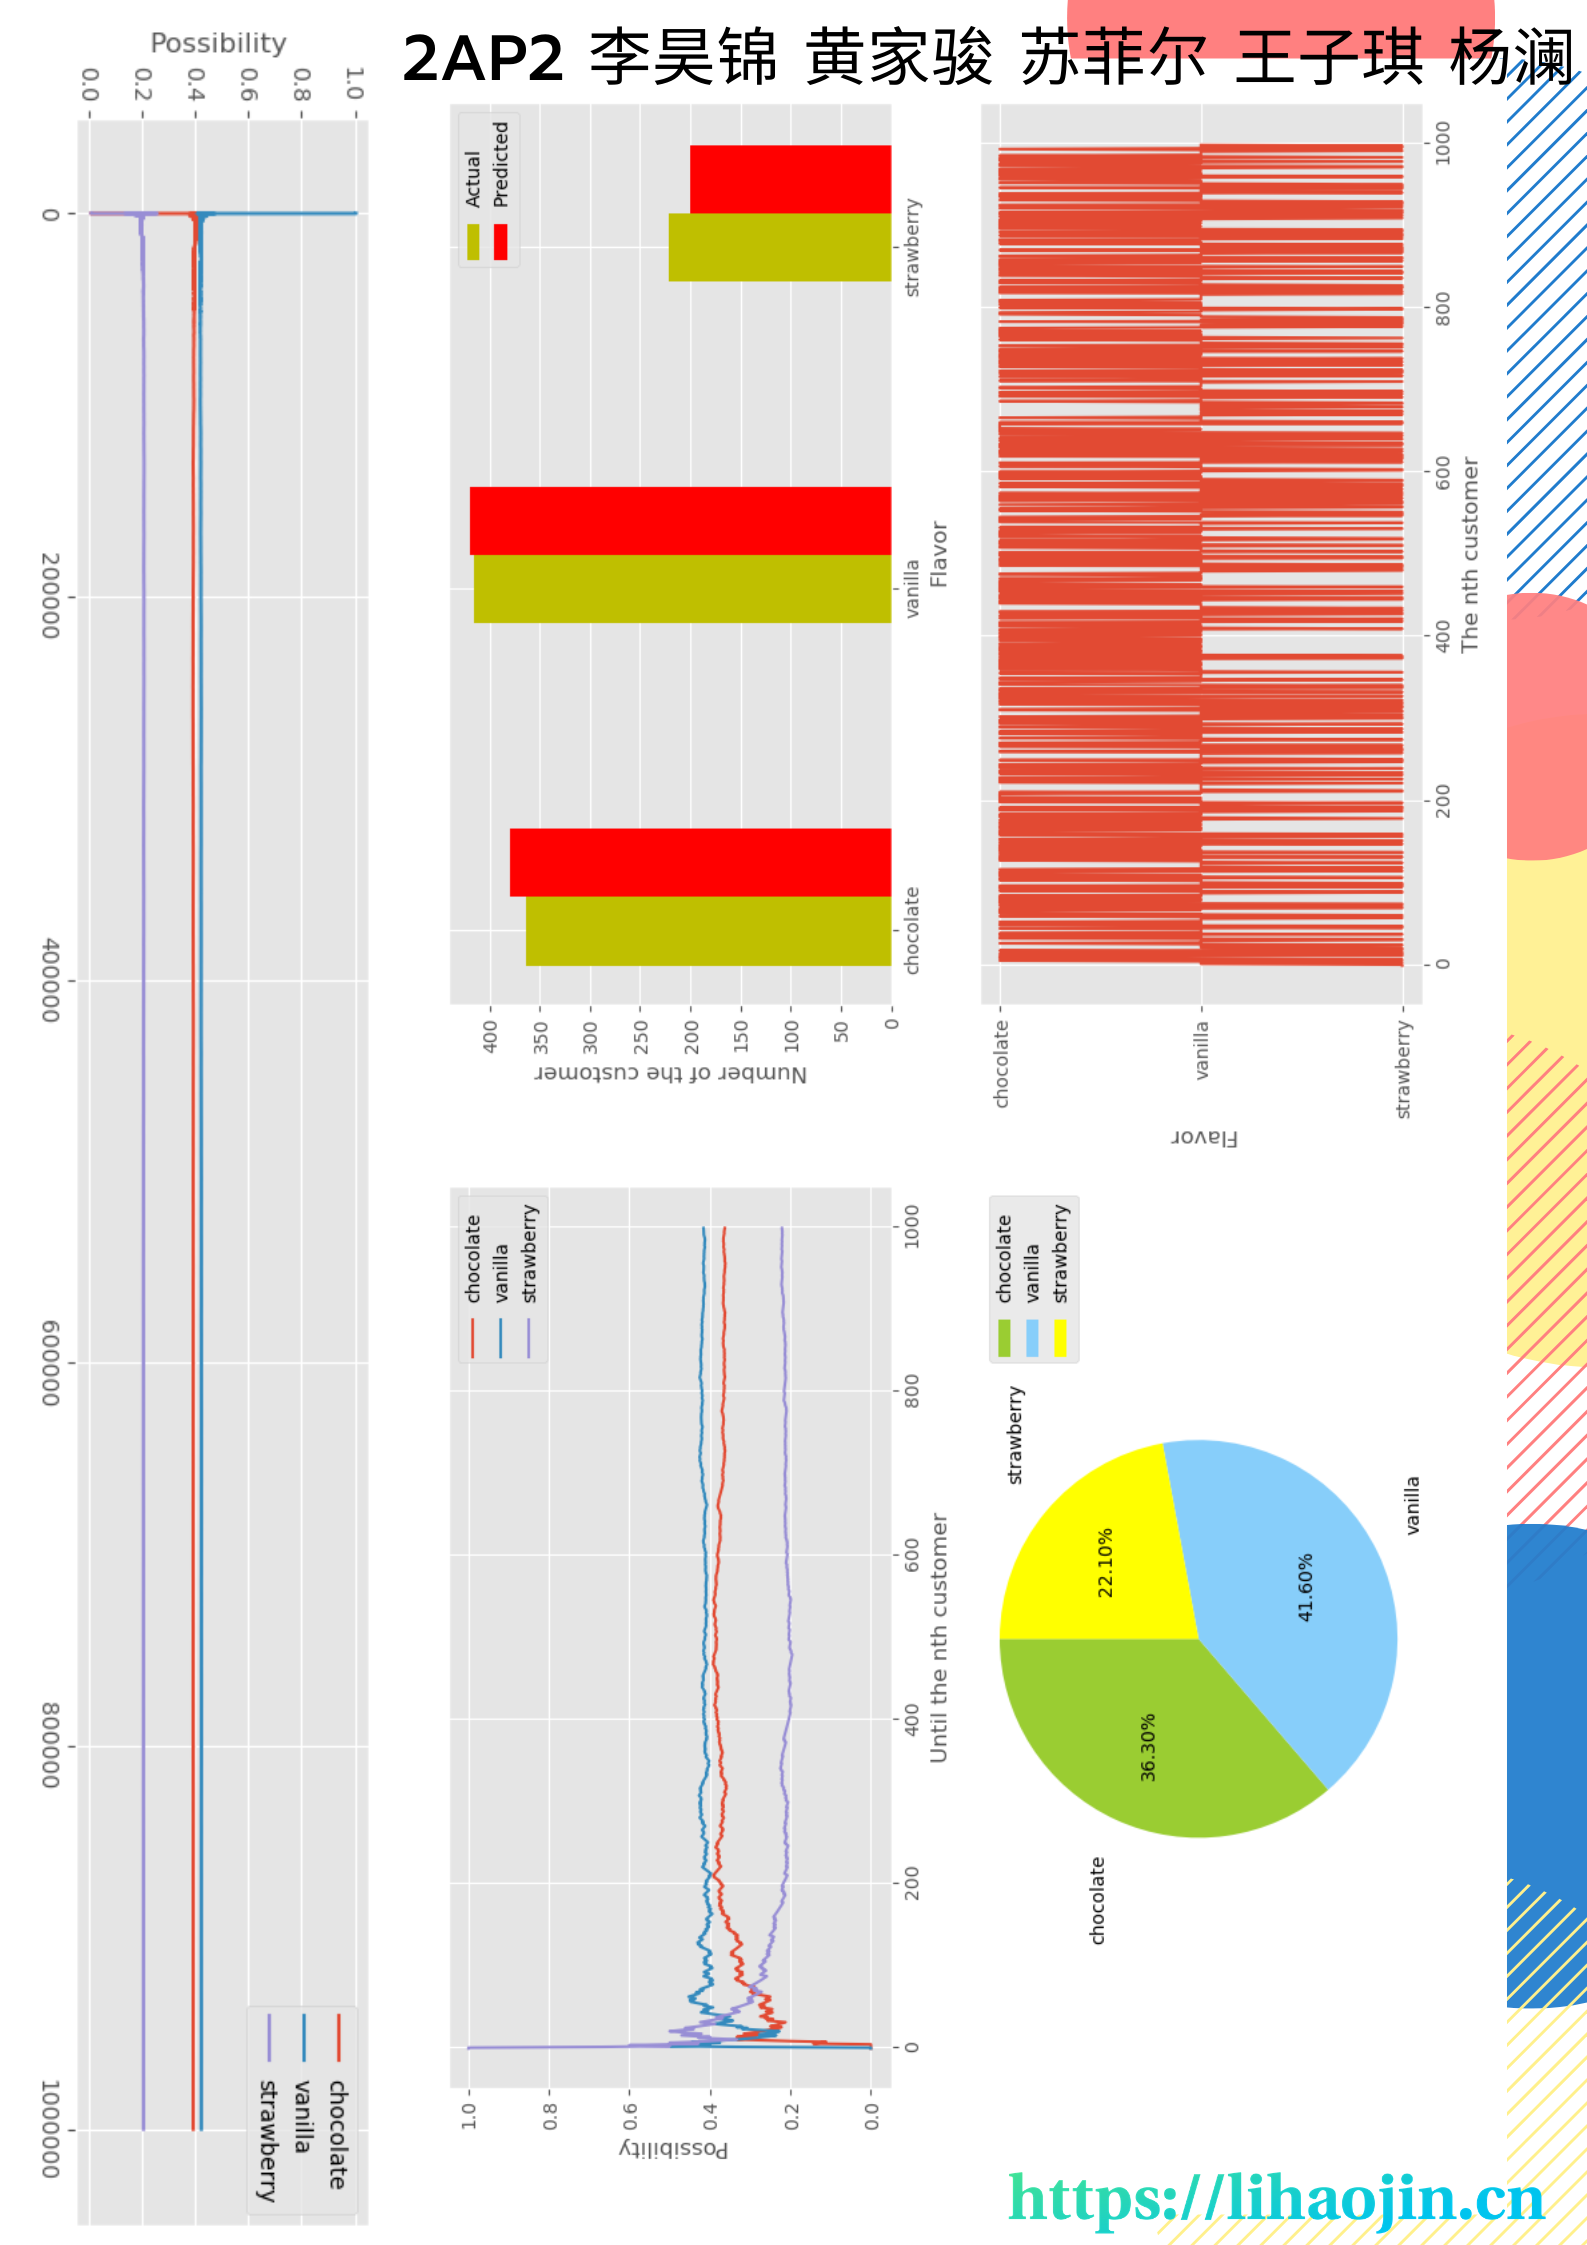 2AP2 李昊锦 黄家骏 苏菲尔 王子琪 杨澜
Possibility
0.0
0.2
0.4
0.6
0.8
1.0
0
200000
400000
600000
800000
1000000
chocolate
vanilla
strawberry
Actual
Predicted
Number of the customer
400
350
300
250
200
150
100
50
0
chocolate
vanilla
strawberry
Flavor
Flavor
chocolate
vanilla
strawberry
0
200
400
600
800
1000
The nth customer
chocolate
vanilla
strawberry
Possibility
1.0
0.8
0.6
0.4
0.2
0.0
0
200
400
600
800
1000
Until the nth customer
chocolate
vanilla
strawberry
strawberry
22.10%
41.60%
vanilla
36.30%
chocolate
https://lihaojin.cn